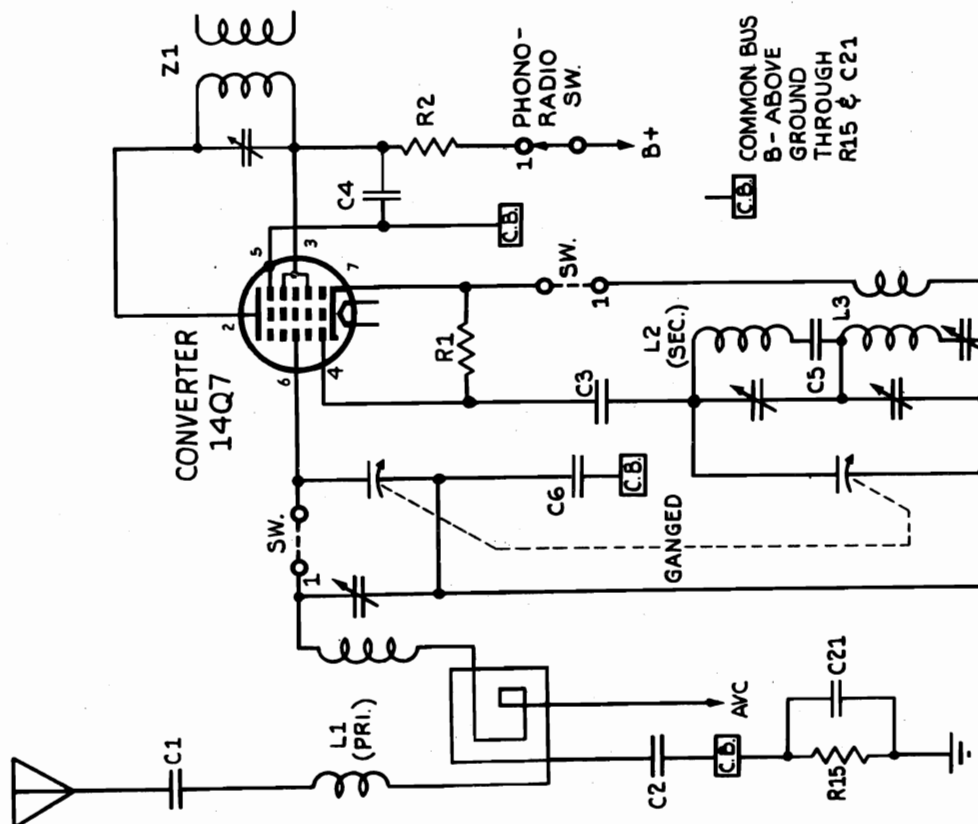 Z1
CONVERTER
14Q7
2
5
3
6
4
7
C4
R2
C.B.
1
PHONO-
RADIO
SW.
B+
C.B.
COMMON BUS
B- ABOVE
GROUND
THROUGH
R15 & C21
SW.
1
SW.
1
R1
C3
C6
C.B.
L2
(SEC.)
C5
L3
GANGED
C1
L1
(PRI.)
AVC
C2
C.B.
R15
C21